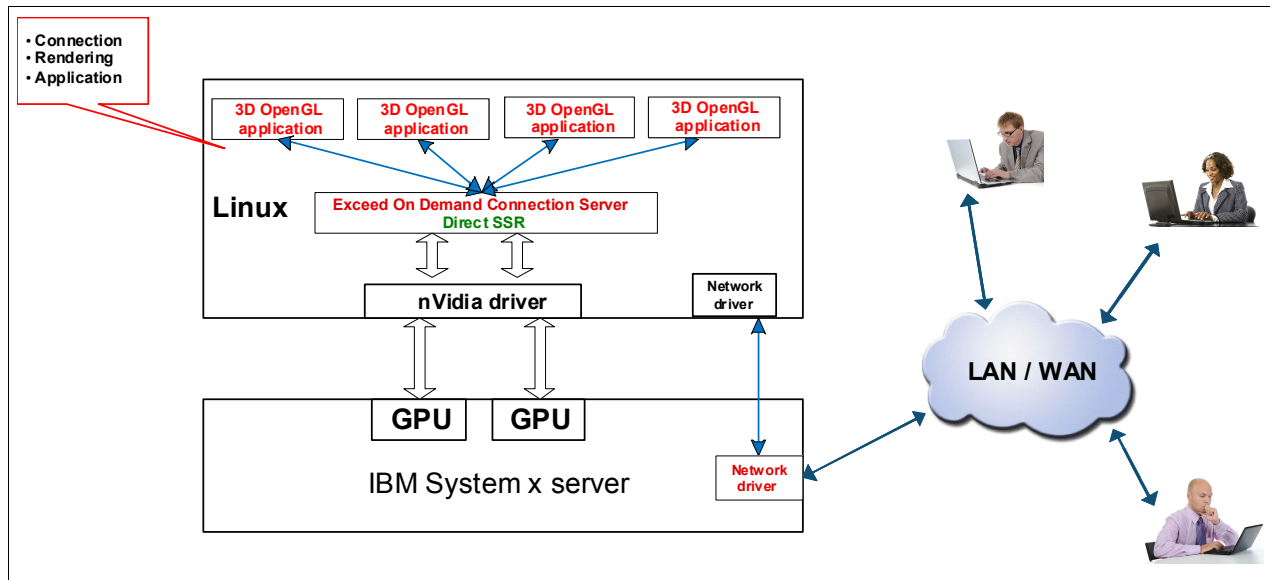 • Connection
• Rendering
• Application
3D OpenGL
application
3D OpenGL
application
3D OpenGL
application
3D OpenGL
application
Linux
Exceed On Demand Connection Server
Direct SSR
nVidia driver
Network
driver
LAN / WAN
GPU
GPU
IBM System x server
Network
driver